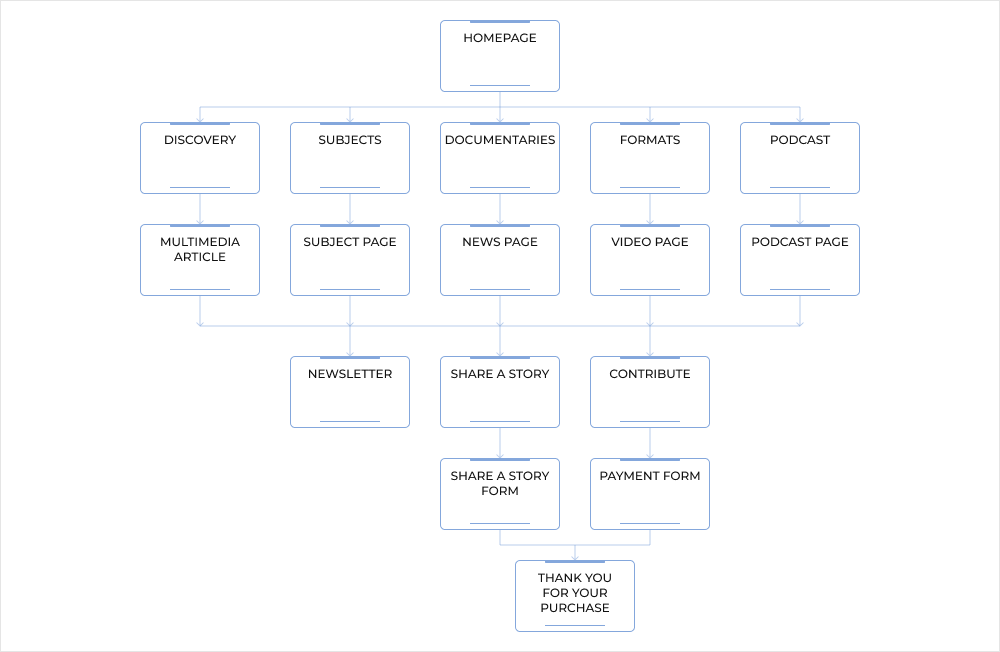 HOMEPAGE
DISCOVERY
SUBJECTS
DOCUMENTARIES
FORMATS
PODCAST
MULTIMEDIA
ARTICLE
SUBJECT PAGE
NEWS PAGE
VIDEO PAGE
PODCAST PAGE
NEWSLETTER
SHARE A STORY
CONTRIBUTE
SHARE A STORY
FORM
PAYMENT FORM
THANK YOU
FOR YOUR
PURCHASE